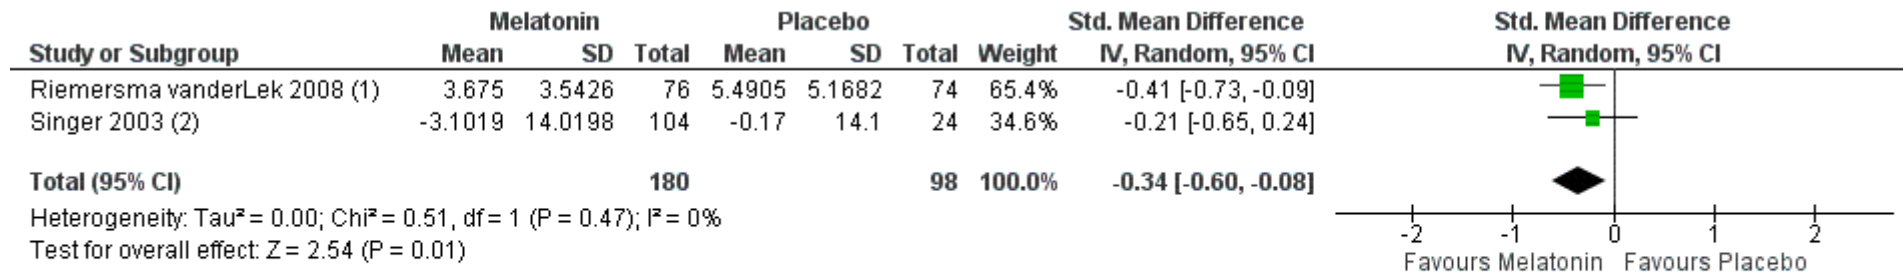 Melatonin Placebo Std. Mean Difference Std. Mean Difference
Study or Subgroup Mean SD Total Mean SD Total Weight IV, Random, 95% CI IV, Random, 95% CI
Riemersma vanderLek 2008 (1) 3.675 3.5426 76 5.4905 5.1682 74 65.4% -0.41 [-0.73, -0.09]
Singer 2003 (2) -3.1019 14.0198 104 -0.17 14.1 24 34.6% -0.21 [-0.65, 0.24]
Total (95% CI) 180 98 100.0% -0.34 [-0.60, -0.08]
Heterogeneity: Tau² = 0.00; Chi² = 0.51, df = 1 (P = 0.47); I² = 0%
Test for overall effect: Z = 2.54 (P = 0.01)
-2 -1 0 1 2
Favours Melatonin Favours Placebo